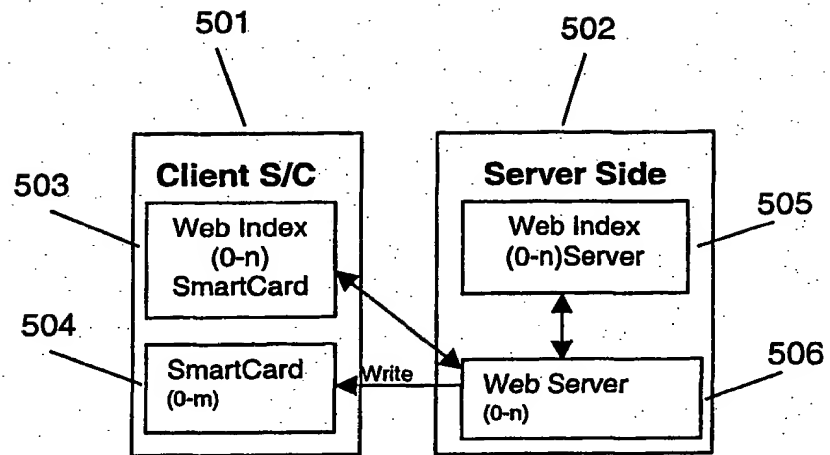 501
502
Client S/C
Server Side
503
Web Index
(0-n)
SmartCard
Web Index
(0-n)Server
505
504
SmartCard
(0-m)
Write
Web Server
(0-n)
506